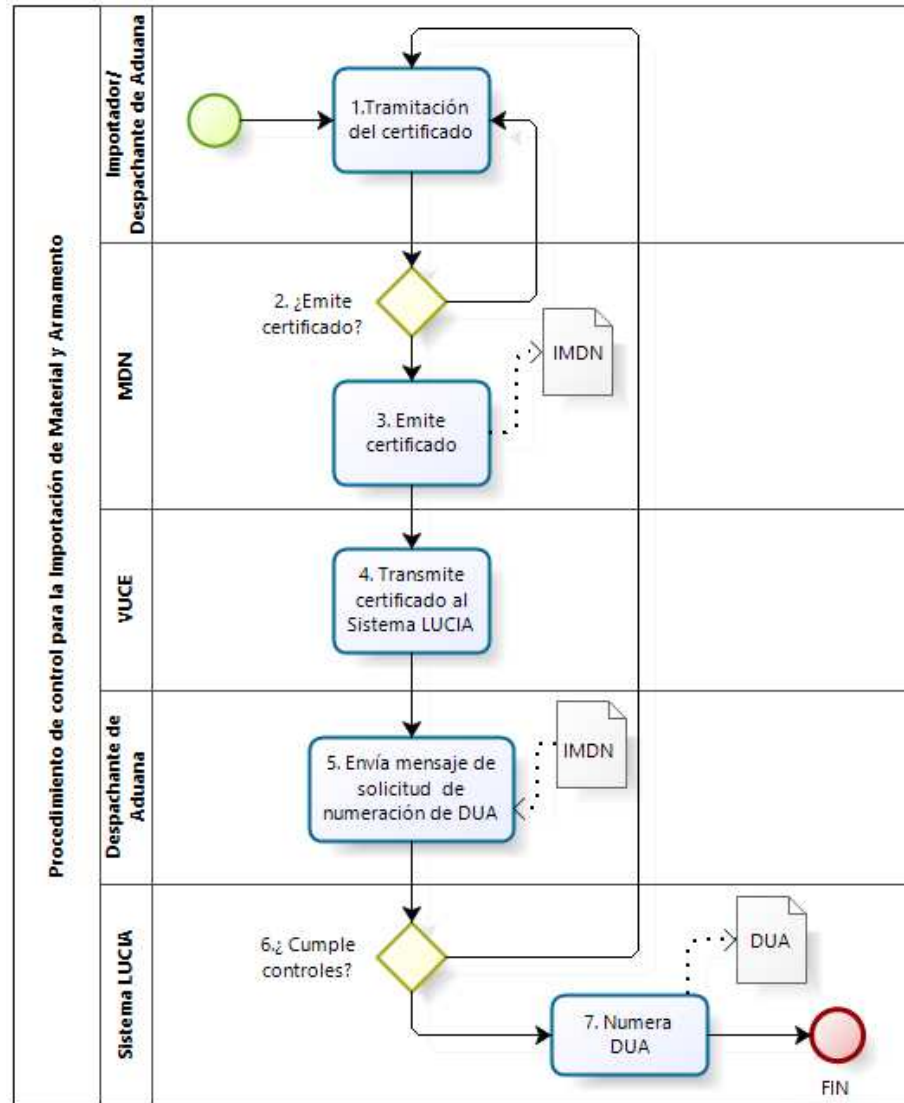 Procedimiento de control para la Importación de Material y Armamento
Importador/
Despachante de Aduana
1.Tramitación
del certificado
MDN
2. ¿Emite
certificado?
IMDN
3. Emite
certificado
VUCE
4. Transmite
certificado al
Sistema LUCIA
Despachante de
Aduana
5. Envía mensaje de
solicitud de
numeración de DUA
IMDN
Sistema LUCIA
6.¿ Cumple
controles?
DUA
7. Numera
DUA
FIN